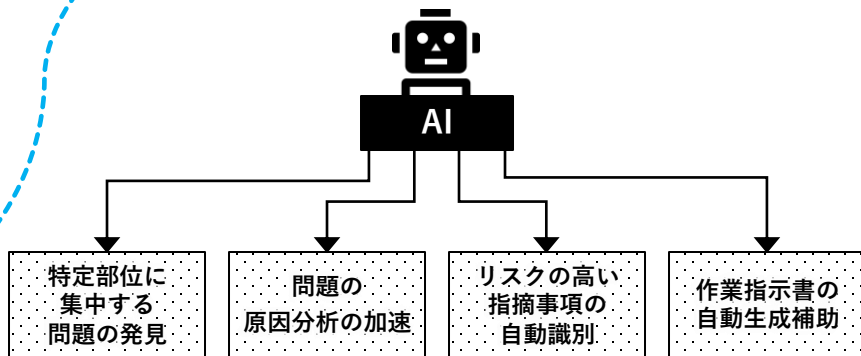 AI
特定部位に
集中する
問題の発見
問題の
原因分析の加速
リスクの高い
指摘事項の
自動識別
作業指示書の
自動生成補助